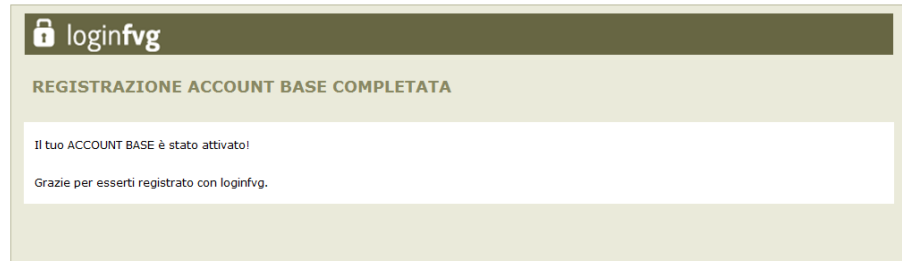 loginfvg
REGISTRAZIONE ACCOUNT BASE COMPLETATA
Il tuo ACCOUNT BASE è stato attivato!
Grazie per esserti registrato con loginfvg.